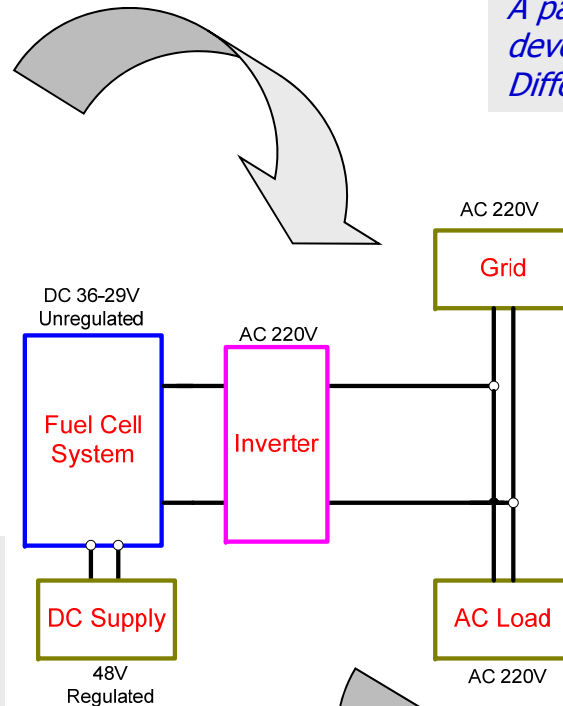 A
AC 220V
Grid
DC 36-29V
Unregulated
AC 220V
Fuel Cell
System
Inverter
DC Supply
48V
Regulated
AC Load
AC 220V